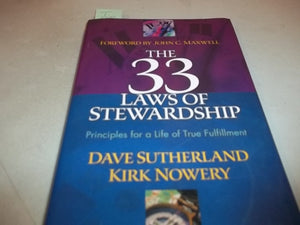 FOREWORD BY JOHN C. MAXWELL
THE
33
LAWS OF
STEWARDSHIP
Principles for a Life of True Fulfillment
DAVE SUTHERLAND
KIRK NOWERY